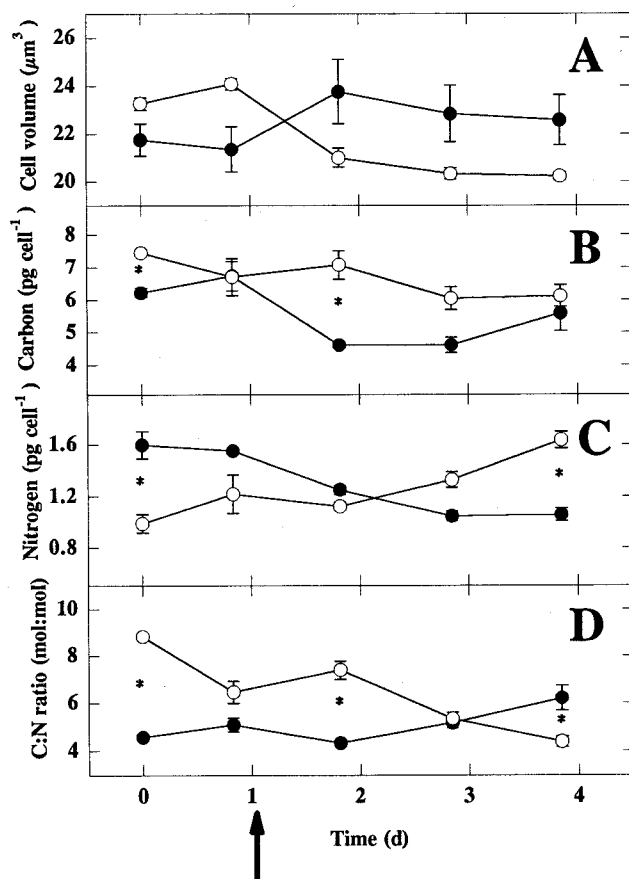 26
24
22
20
Cell volume (μm³)
A
8
7
6
5
4
Carbon (pg cell⁻¹)
*
*
B
1.6
1.2
0.8
Nitrogen (pg cell⁻¹)
*
*
C
10
8
6
4
C:N ratio (mol:mol)
*
*
*
D
0 1 2 3 4
Time (d)